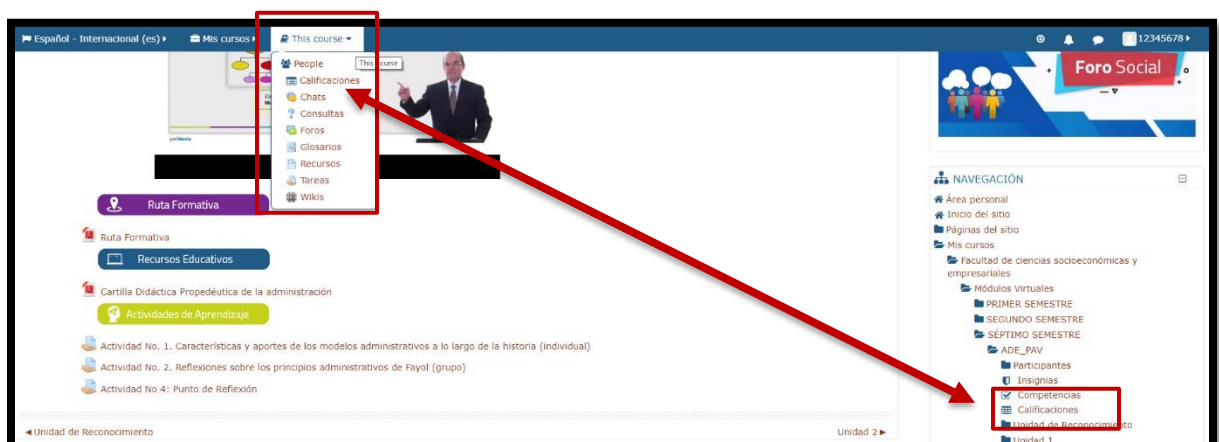 Español - Internacional (es)
Mis cursos
This course
12345678
People
This course
Calificaciones
Chats
Consultas
Foros
Glosarios
Recursos
Tareas
Wikis
Foro Social
Ruta Formativa
Ruta Formativa
Recursos Educativos
Cartilla Didáctica Propedéutica de la administración
Actividades de Aprendizaje
Actividad No. 1. Características y aportes de los modelos administrativos a lo largo de la historia (individual)
Actividad No. 2. Reflexiones sobre los principios administrativos de Fayol (grupo)
Actividad No 4: Punto de Reflexión
Unidad de Reconocimiento
Unidad 2
NAVEGACIÓN
Área personal
Inicio del sitio
Páginas del sitio
Mis cursos
Facultad de ciencias socioeconómicas y
empresariales
Módulos Virtuales
PRIMER SEMESTRE
SEGUNDO SEMESTRE
SÉPTIMO SEMESTRE
ADE_PAV
Participantes
Insignias
Competencias
Calificaciones
Unidad de Reconocimiento
Unidad 1